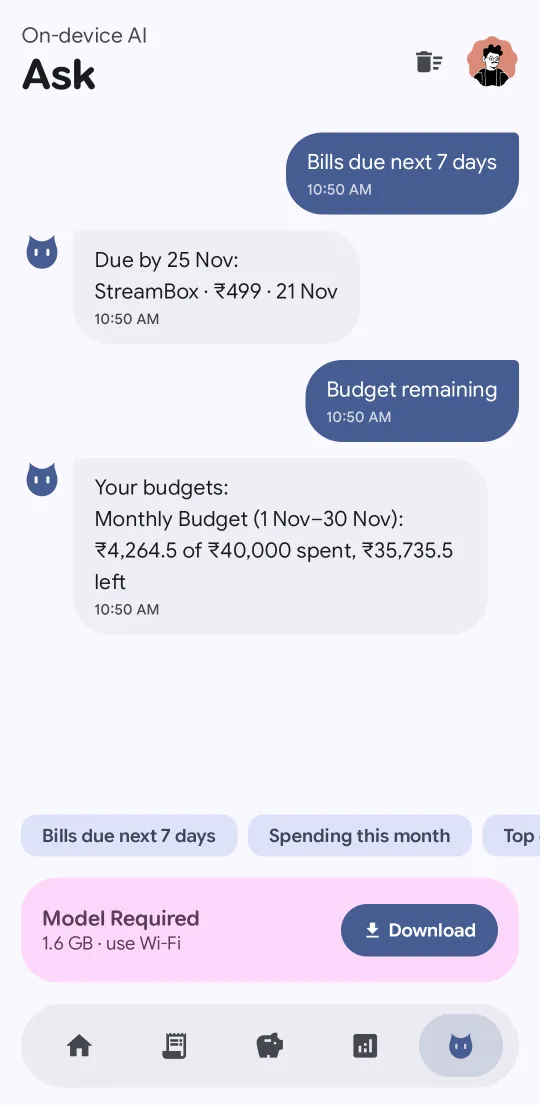 On-device AI
Ask
Bills due next 7 days
10:50 AM
Due by 25 Nov:
StreamBox · ₹499 · 21 Nov
10:50 AM
Budget remaining
10:50 AM
Your budgets:
Monthly Budget (1 Nov–30 Nov):
₹4,264.5 of ₹40,000 spent, ₹35,735.5
left
10:50 AM
Bills due next 7 days
Spending this month
Top
Model Required
1.6 GB · use Wi-Fi
Download